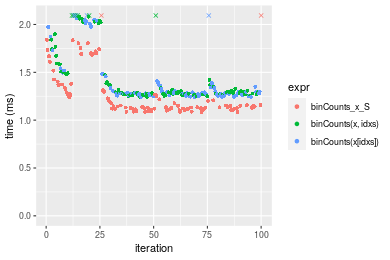 2.0
1.5
1.0
0.5
0.0
time (ms)
0
25
50
75
100
iteration
expr
binCounts_x_S
binCounts(x, idxs)
binCounts(x[idxs])